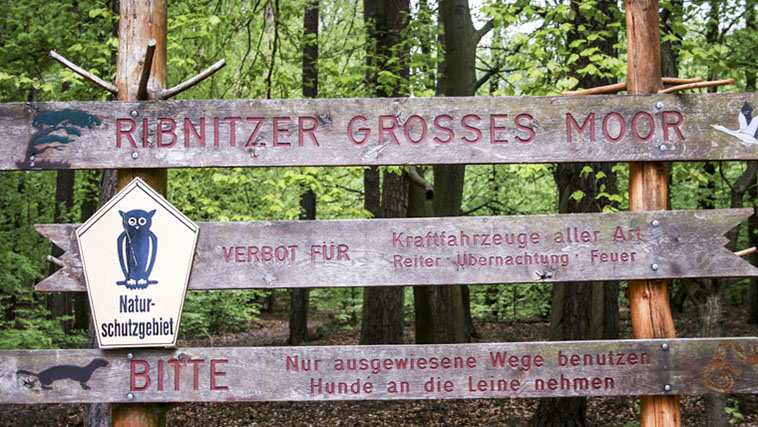 RIBNITZER GROSSES MOOR
VERBOT FÜR
Kraftfahrzeuge aller Art
Reiter · Übernachtung · Feuer
Natur-
schutzgebiet
BITTE
Nur ausgewiesene Wege benutzen
Hunde an die Leine nehmen